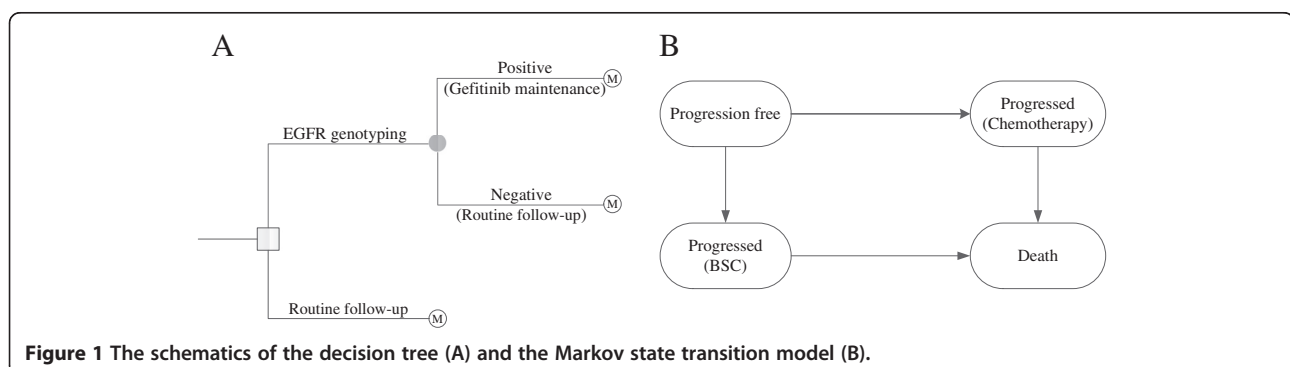 A
Positive
(Gefitinib maintenance)
M
EGFR genotyping
Negative
(Routine follow-up)
M
Routine follow-up
M
B
Progression free
Progressed
(Chemotherapy)
Progressed
(BSC)
Death
Figure 1 The schematics of the decision tree (A) and the Markov state transition model (B).